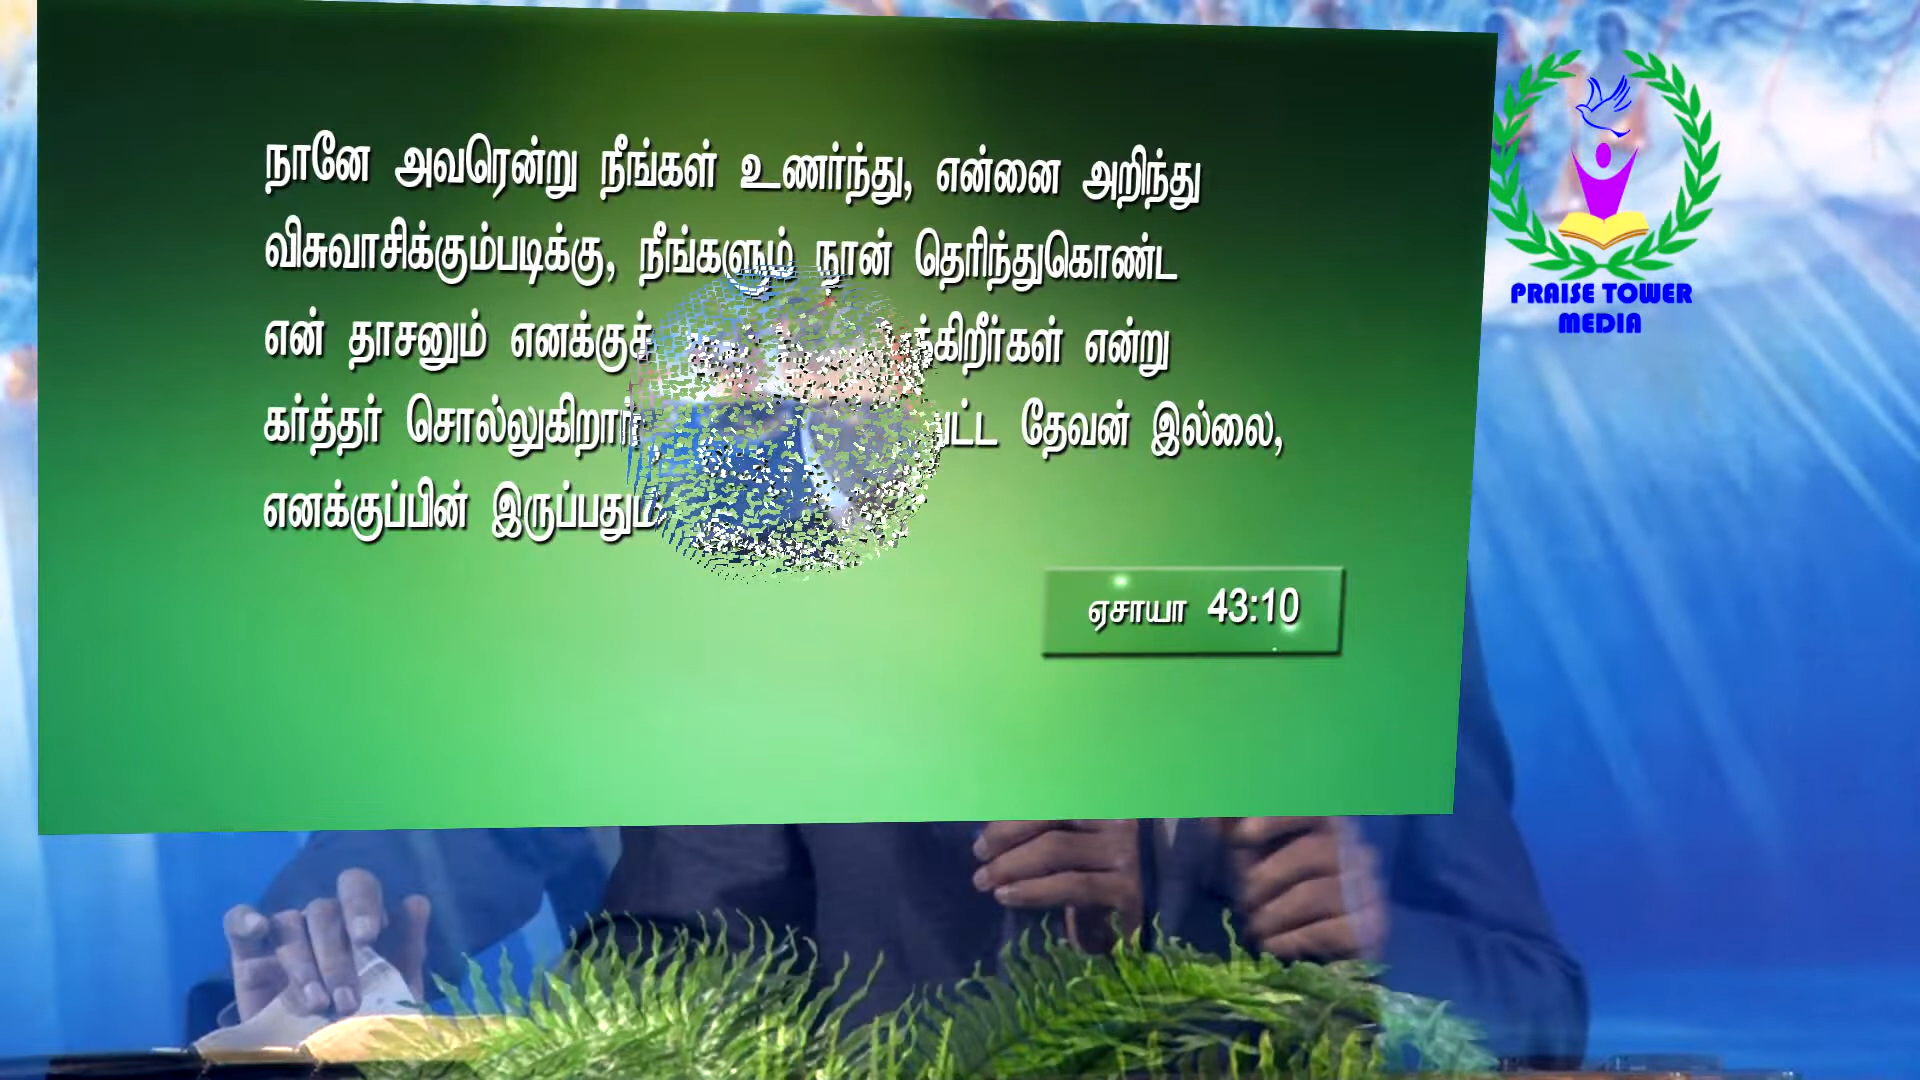 நானே அவரென்று நீங்கள் உணர்ந்து, என்னை அறிந்து
விசுவாசிக்கும்படிக்கு, நீங்களும் நான் தெரிந்துகொண்ட
என் தாசனும் எனக்குச் என்று
கர்த்தர் சொல்லுகிறார் தேவன் இல்லை,
எனக்குப்பின் இருப்பதும்
ஏசாயா 43:10
PRAISE TOWER
MEDIA